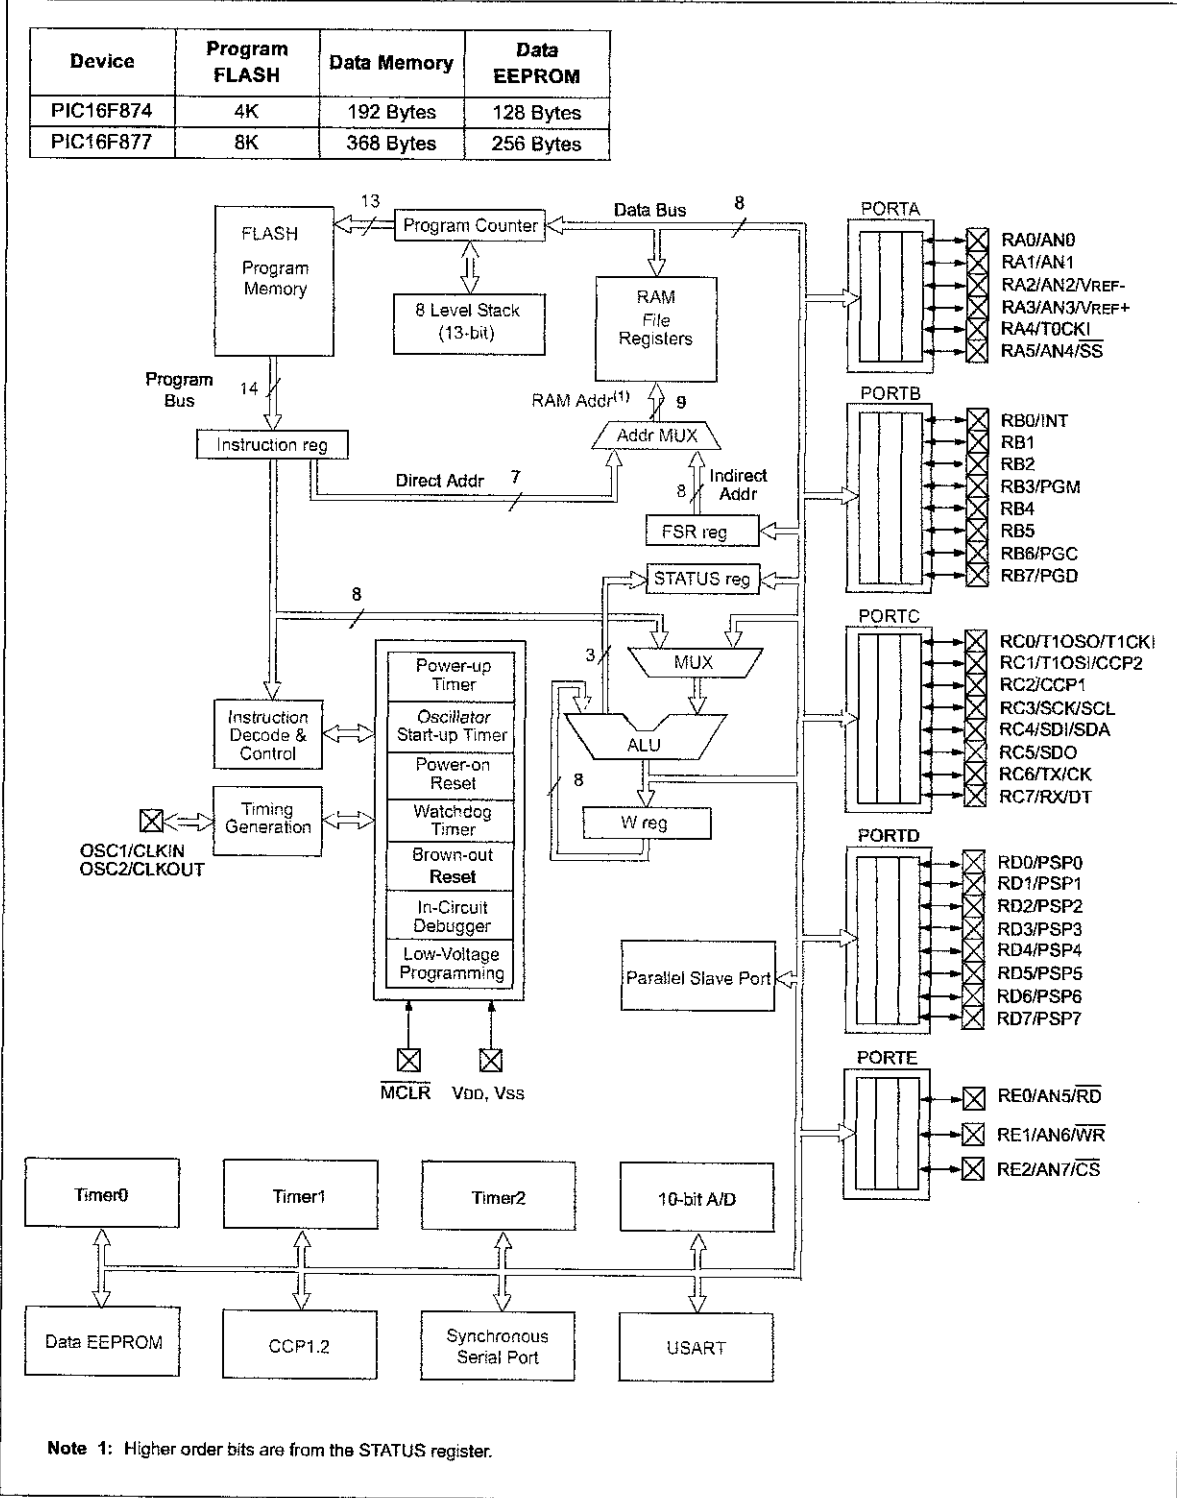 Device Program FLASH Data Memory Data EEPROM
PIC16F874 4K 192 Bytes 128 Bytes
PIC16F877 8K 368 Bytes 256 Bytes
13
Program Counter
Data Bus
8
FLASH
Program
Memory
8 Level Stack
(13-bit)
RAM
File
Registers
Program
Bus
14
RAM Addr(1)
9
Addr MUX
Instruction reg
Direct Addr
7
8
Indirect
Addr
FSR reg
STATUS reg
8
3
MUX
ALU
8
W reg
Power-up
Timer
Oscillator
Start-up Timer
Power-on
Reset
Watchdog
Timer
Brown-out
Reset
In-Circuit
Debugger
Low-Voltage
Programming
Instruction
Decode &
Control
Timing
Generation
OSC1/CLKIN
OSC2/CLKOUT
MCLR
VDD, VSS
Parallel Slave Port
PORTA
RA0/AN0
RA1/AN1
RA2/AN2/VREF-
RA3/AN3/VREF+
RA4/T0CKI
RA5/AN4/SS
PORTB
RB0/INT
RB1
RB2
RB3/PGM
RB4
RB5
RB6/PGC
RB7/PGD
PORTC
RC0/T1OSO/T1CKI
RC1/T1OSI/CCP2
RC2/CCP1
RC3/SCK/SCL
RC4/SDI/SDA
RC5/SDO
RC6/TX/CK
RC7/RX/DT
PORTD
RD0/PSP0
RD1/PSP1
RD2/PSP2
RD3/PSP3
RD4/PSP4
RD5/PSP5
RD6/PSP6
RD7/PSP7
PORTE
RE0/AN5/RD
RE1/AN6/WR
RE2/AN7/CS
Timer0
Timer1
Timer2
10-bit A/D
Data EEPROM
CCP1.2
Synchronous
Serial Port
USART
Note 1: Higher order bits are from the STATUS register.